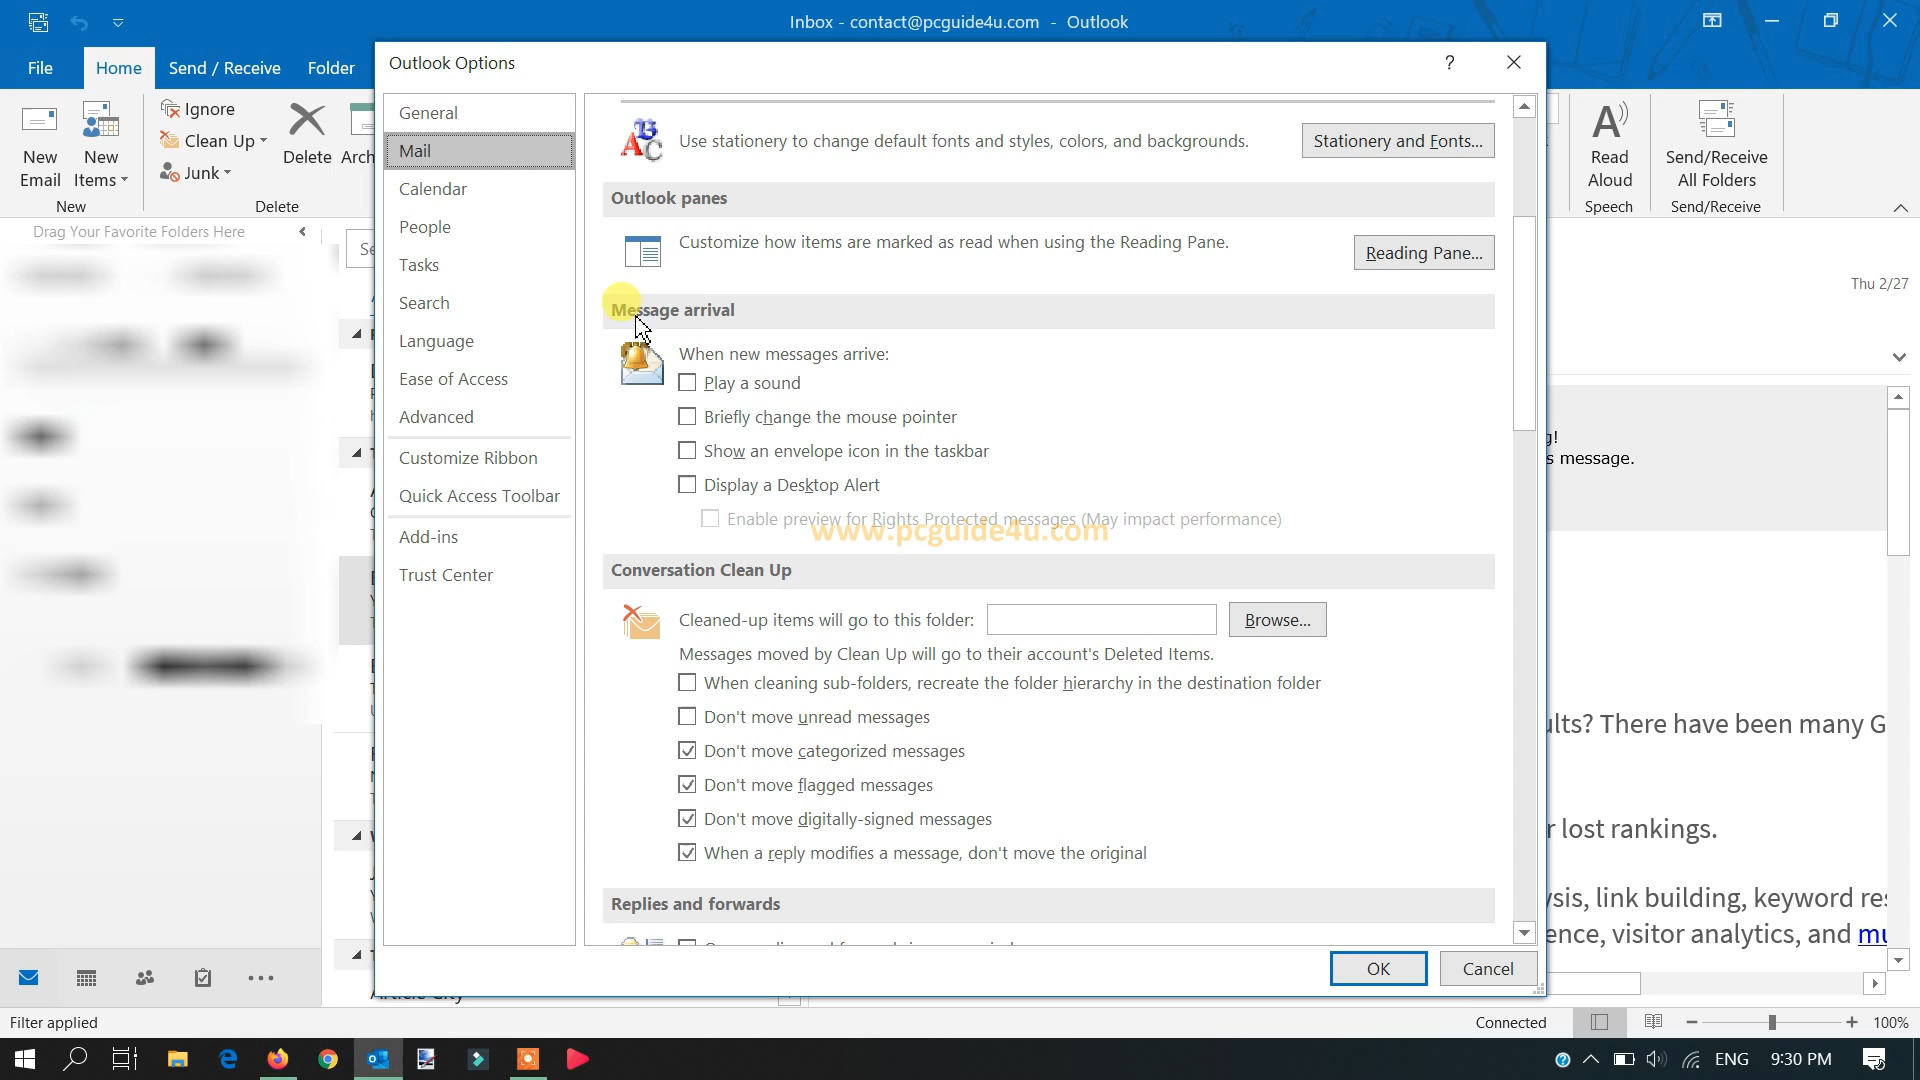 Inbox - contact@pcguide4u.com - Outlook
File
Home
Send / Receive
Folder
Ignore
Clean Up
Junk
New Email
New Items
Delete
Arch
New
Delete
Read Aloud
Send/Receive All Folders
Speech
Send/Receive
Drag Your Favorite Folders Here
Se
Thu 2/27
g!
s message.
ults? There have been many G
r lost rankings.
ysis, link building, keyword re
ence, visitor analytics, and mu
Outlook Options
?
General
Mail
Calendar
People
Tasks
Search
Language
Ease of Access
Advanced
Customize Ribbon
Quick Access Toolbar
Add-ins
Trust Center
Use stationery to change default fonts and styles, colors, and backgrounds.
Stationery and Fonts...
Outlook panes
Customize how items are marked as read when using the Reading Pane.
Reading Pane...
Message arrival
When new messages arrive:
Play a sound
Briefly change the mouse pointer
Show an envelope icon in the taskbar
Display a Desktop Alert
Enable preview for Rights Protected messages (May impact performance)
www.pcguide4u.com
Conversation Clean Up
Cleaned-up items will go to this folder:
Browse...
Messages moved by Clean Up will go to their account's Deleted Items.
When cleaning sub-folders, recreate the folder hierarchy in the destination folder
Don't move unread messages
Don't move categorized messages
Don't move flagged messages
Don't move digitally-signed messages
When a reply modifies a message, don't move the original
Replies and forwards
OK
Cancel
Filter applied
Connected
100%
ENG
9:30 PM